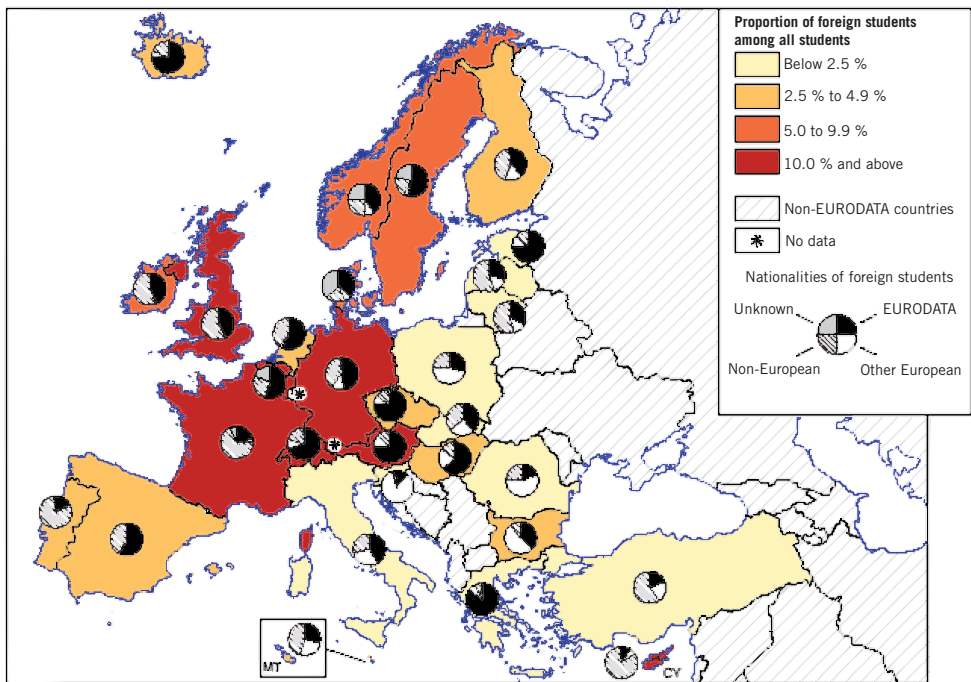 Proportion of foreign students
among all students
Below 2.5 %
2.5 % to 4.9 %
5.0 to 9.9 %
10.0 % and above
Non-EURODATA countries
* No data
Nationalities of foreign students
Unknown
EURODATA
Non-European
Other European
MT
CY